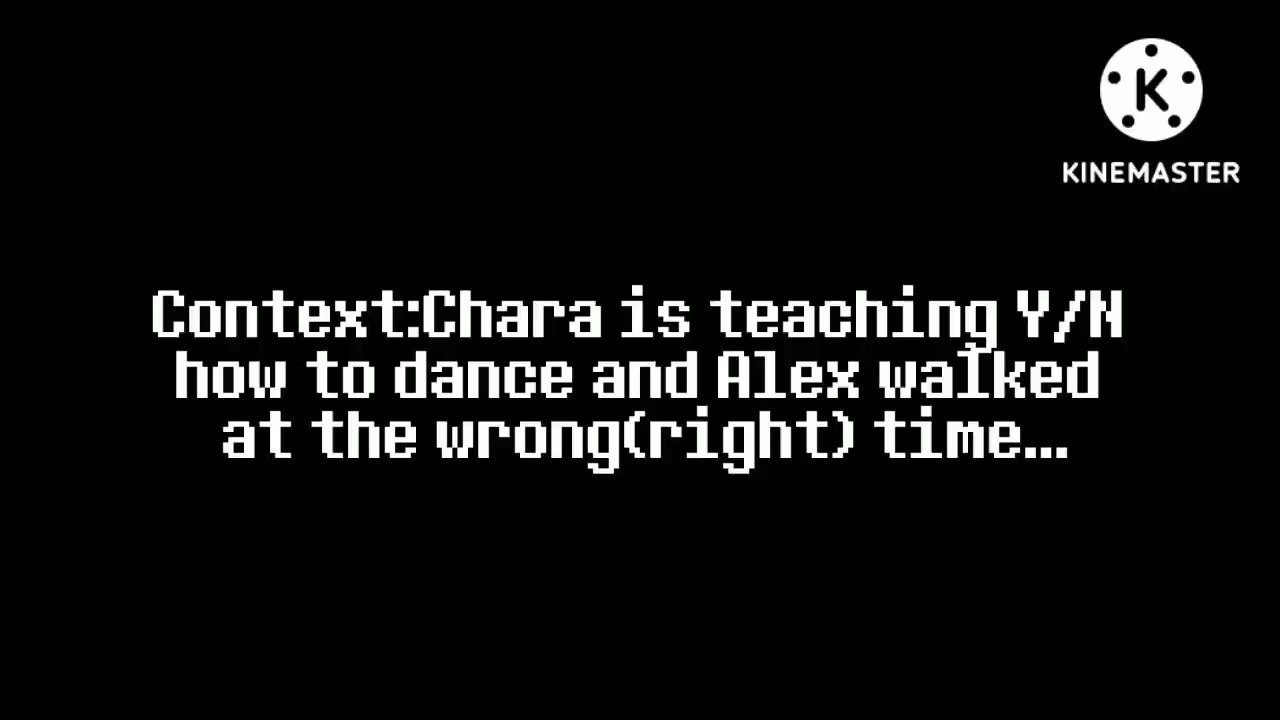 K
KINEMASTER
Context:Chara is teaching Y/N
how to dance and Alex walked
at the wrong(right) time...